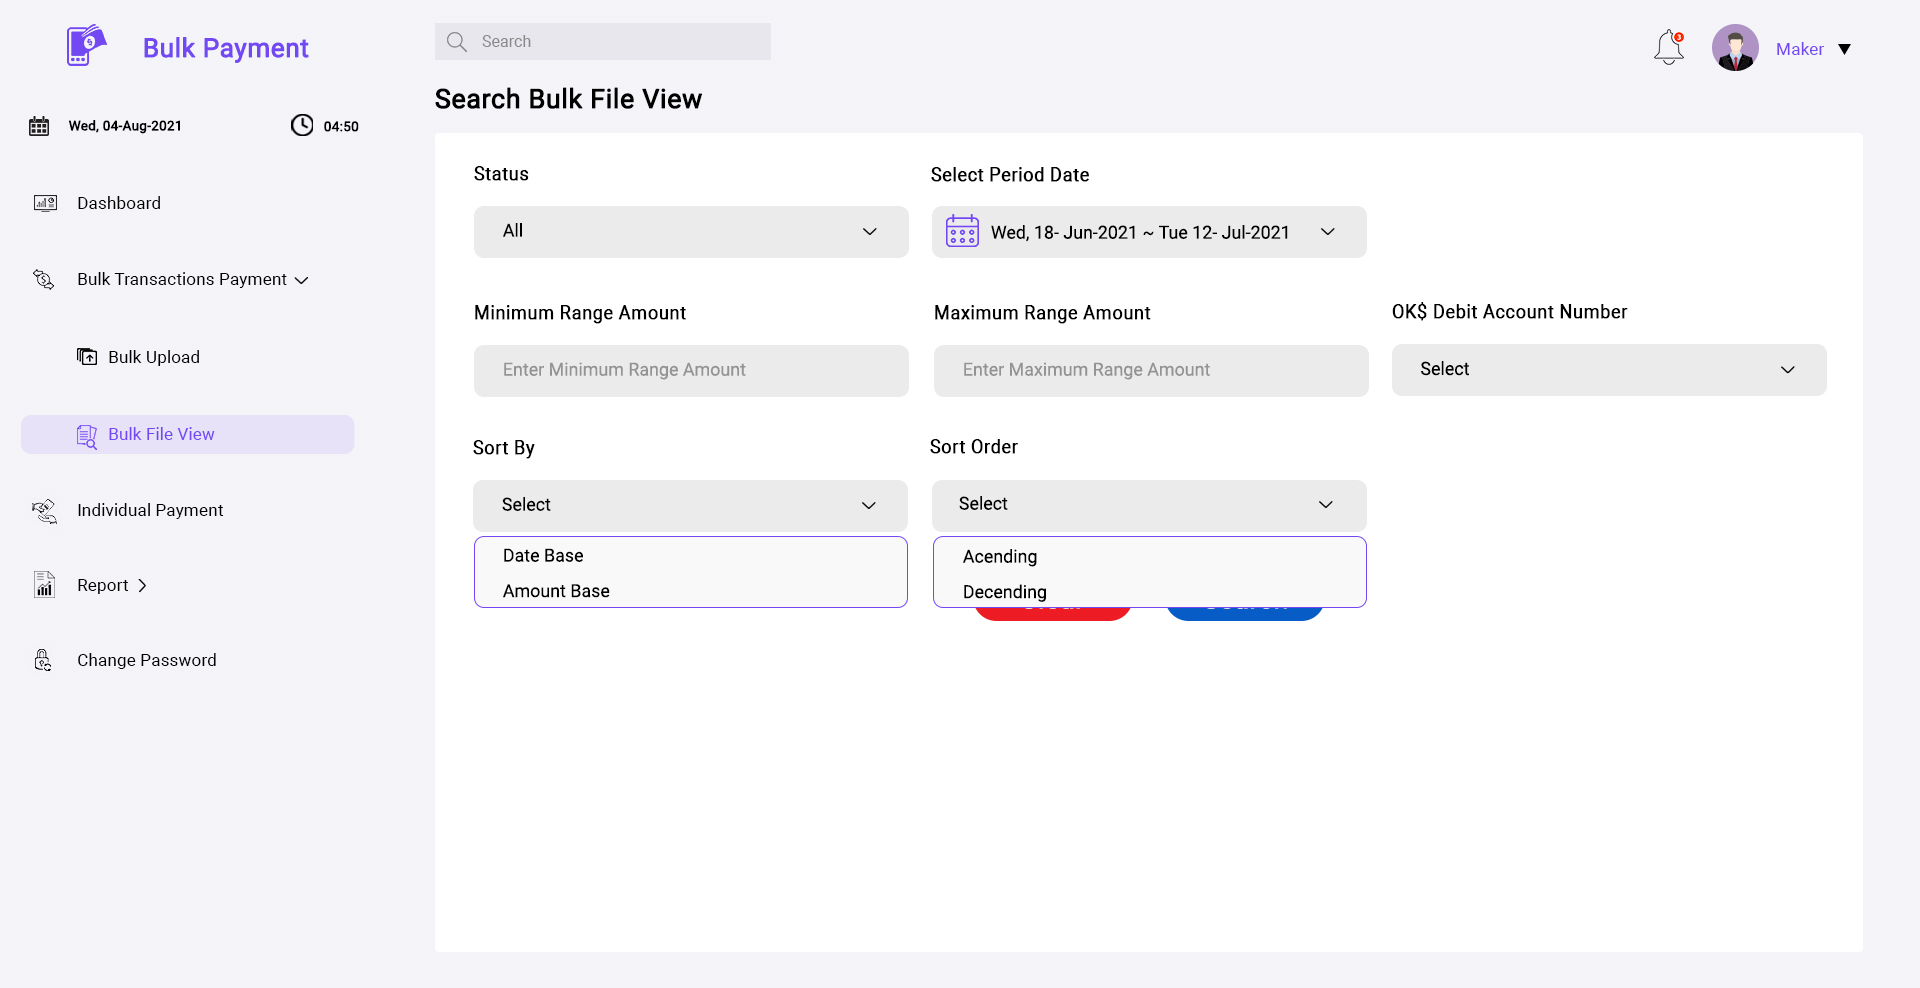 Bulk Payment
Search
3
Maker
Search Bulk File View
Wed, 04-Aug-2021
04:50
Dashboard
Bulk Transactions Payment
Bulk Upload
Bulk File View
Individual Payment
Report
Change Password
Status
Select Period Date
All
Wed, 18- Jun-2021 ~ Tue 12- Jul-2021
Minimum Range Amount
Maximum Range Amount
OK$ Debit Account Number
Enter Minimum Range Amount
Enter Maximum Range Amount
Select
Sort By
Sort Order
Select
Select
Date Base
Acending
Amount Base
Decending